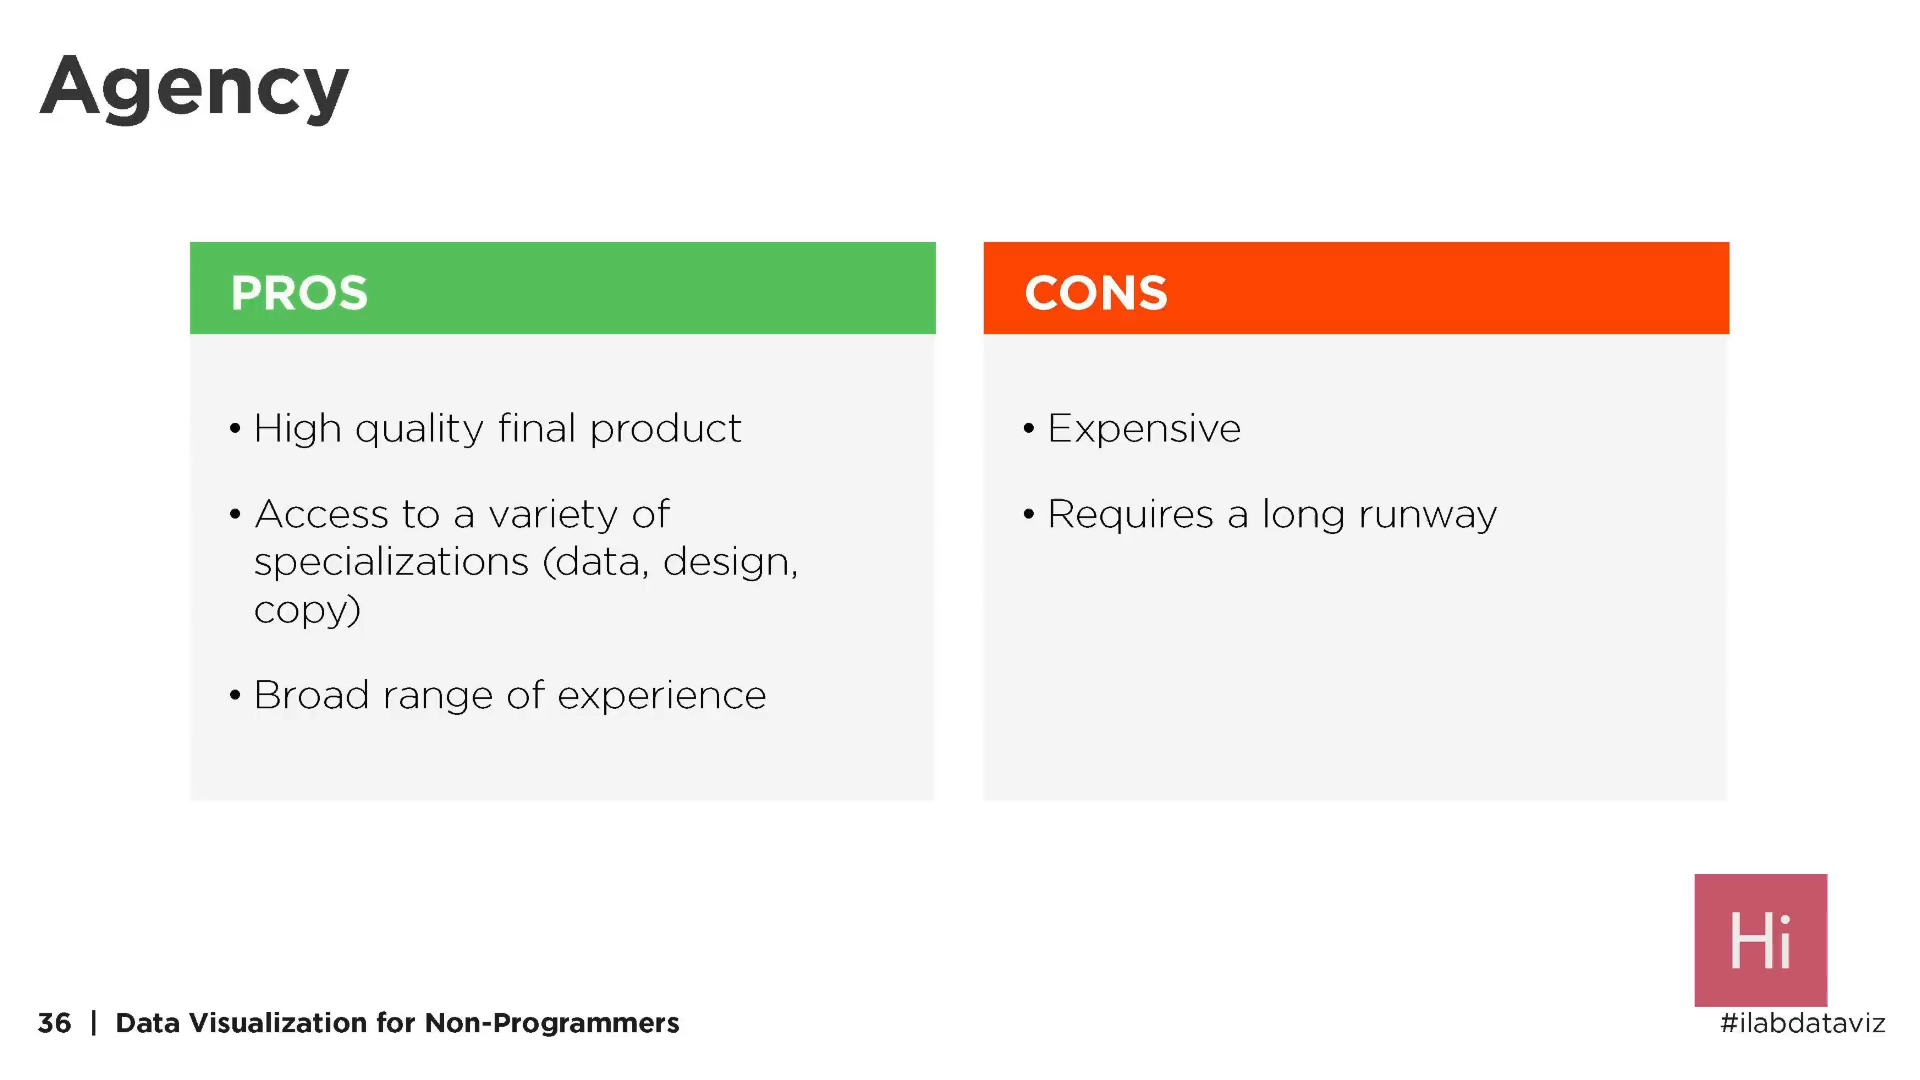 Agency
PROS
• High quality final product
• Access to a variety of
specializations (data, design,
copy)
• Broad range of experience
CONS
• Expensive
• Requires a long runway
Hi
36 | Data Visualization for Non-Programmers
#ilabdataviz